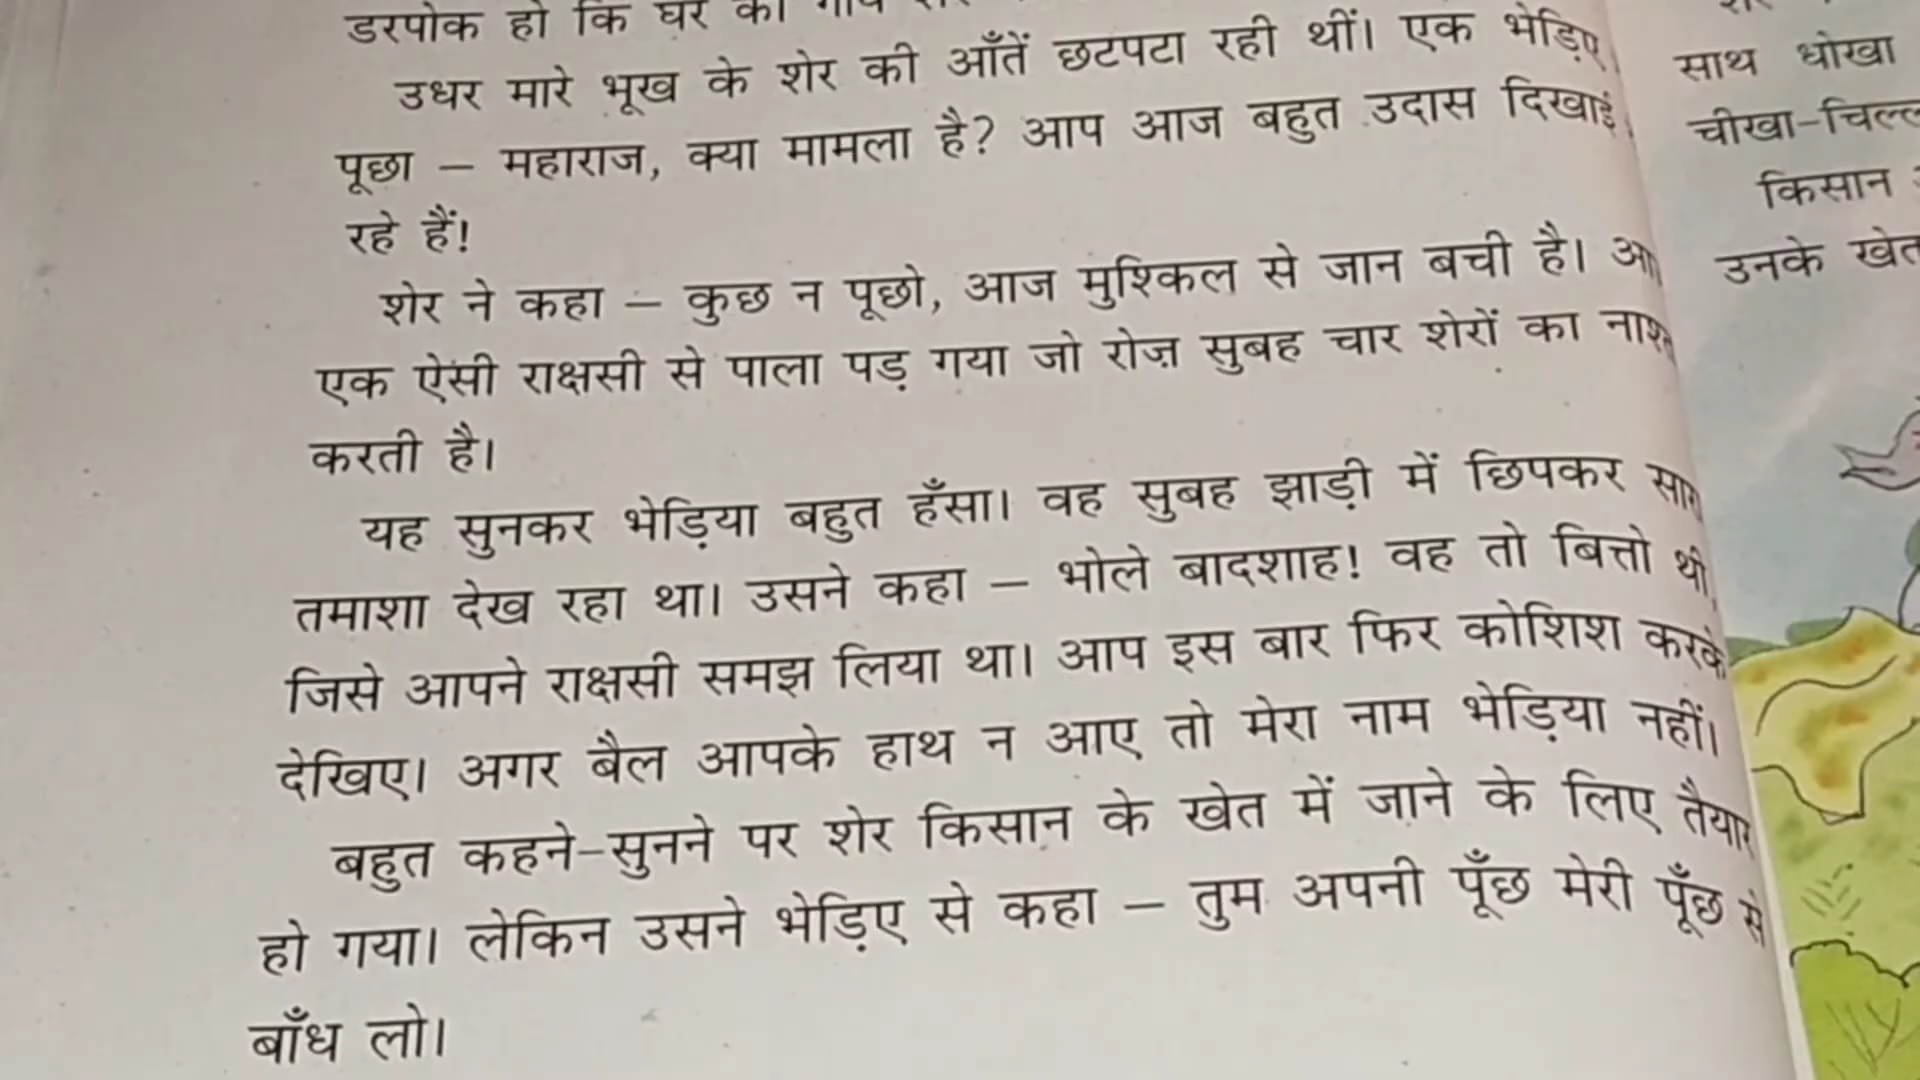 डरपोक हो कि घर की
उधर मारे भूख के शेर की आँतें छटपटा रही थीं। एक भेड़िए
पूछा – महाराज, क्या मामला है? आप आज बहुत उदास दिखाई
रहे हैं!
शेर ने कहा – कुछ न पूछो, आज मुश्किल से जान बची है।
एक ऐसी राक्षसी से पाला पड़ गया जो रोज़ सुबह चार शेरों का
करती है।
यह सुनकर भेड़िया बहुत हँसा। वह सुबह झाड़ी में छिपकर
तमाशा देख रहा था। उसने कहा – भोले बादशाह! वह तो बित्तो थी
जिसे आपने राक्षसी समझ लिया था। आप इस बार फिर कोशिश करके
देखिए। अगर बैल आपके हाथ न आए तो मेरा नाम भेड़िया नहीं।
बहुत कहने-सुनने पर शेर किसान के खेत में जाने के लिए तैयार
हो गया। लेकिन उसने भेड़िए से कहा – तुम अपनी पूँछ मेरी पूँछ से
बाँध लो।
साथ धोखा
किसान
उनके खेत